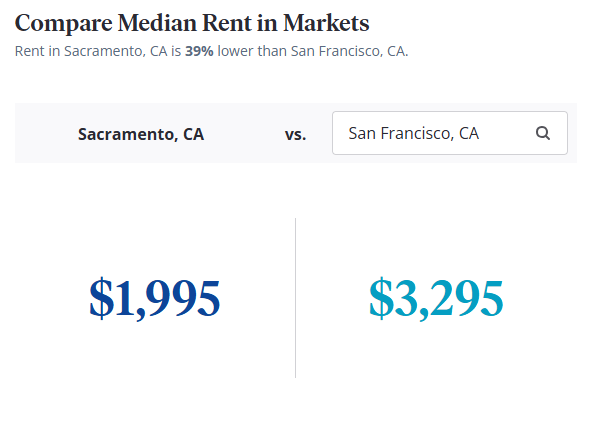 Compare Median Rent in Markets
Rent in Sacramento, CA is 39% lower than San Francisco, CA.
Sacramento, CA vs. San Francisco, CA
$1,995 $3,295